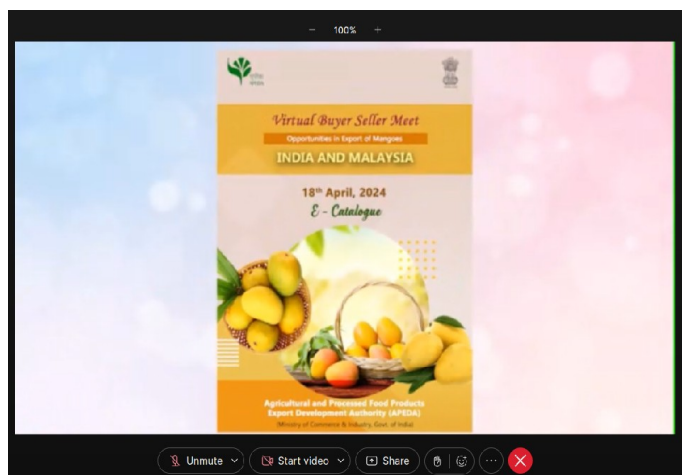 100%
Virtual Buyer Seller Meet
Opportunities in Export of Mangoes
INDIA AND MALAYSIA
18th April, 2024
E - Catalogue
Agricultural and Processed Food Products
Export Development Authority (APEDA)
(Ministry of Commerce & Industry, Govt. of India)
Unmute
Start video
Share